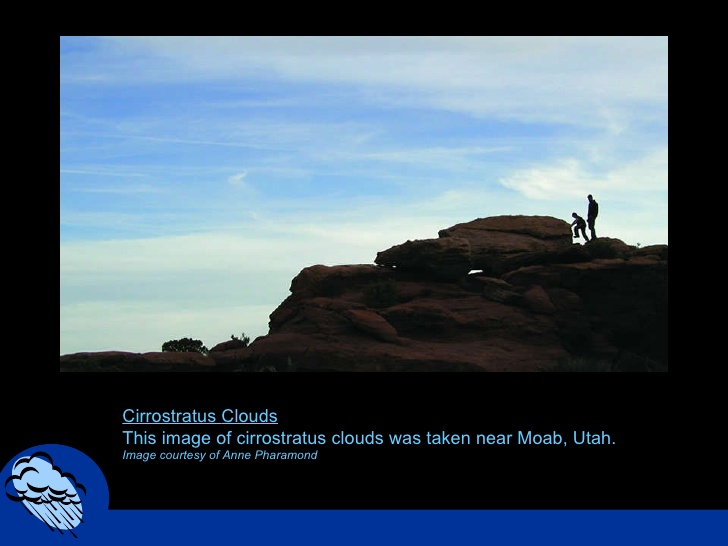 Cirrostratus Clouds
This image of cirrostratus clouds was taken near Moab, Utah.
Image courtesy of Anne Pharamond